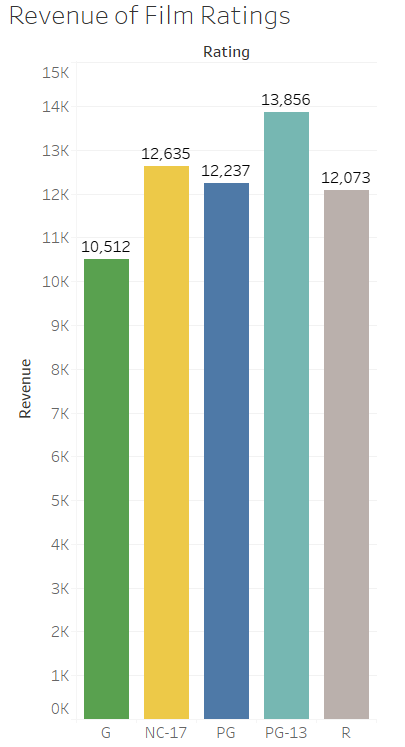 Revenue of Film Ratings
Rating
15K
14K
13K
12K
11K
10K
9K
8K
7K
6K
5K
4K
3K
2K
1K
0K
Revenue
10,512
12,635
12,237
13,856
12,073
G NC-17 PG PG-13 R